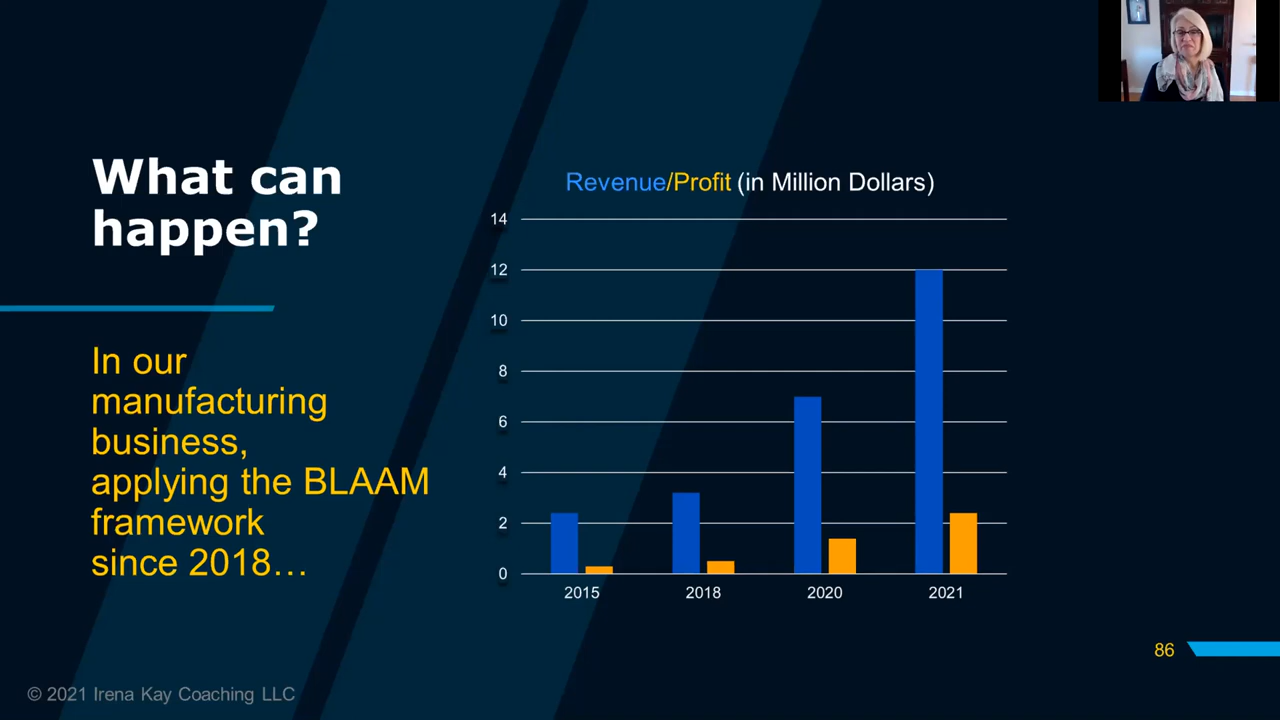 What can
happen?
In our
manufacturing
business,
applying the BLAAM
framework
since 2018…
Revenue/Profit (in Million Dollars)
14
12
10
8
6
4
2
0
2015 2018 2020 2021
86
© 2021 Irena Kay Coaching LLC